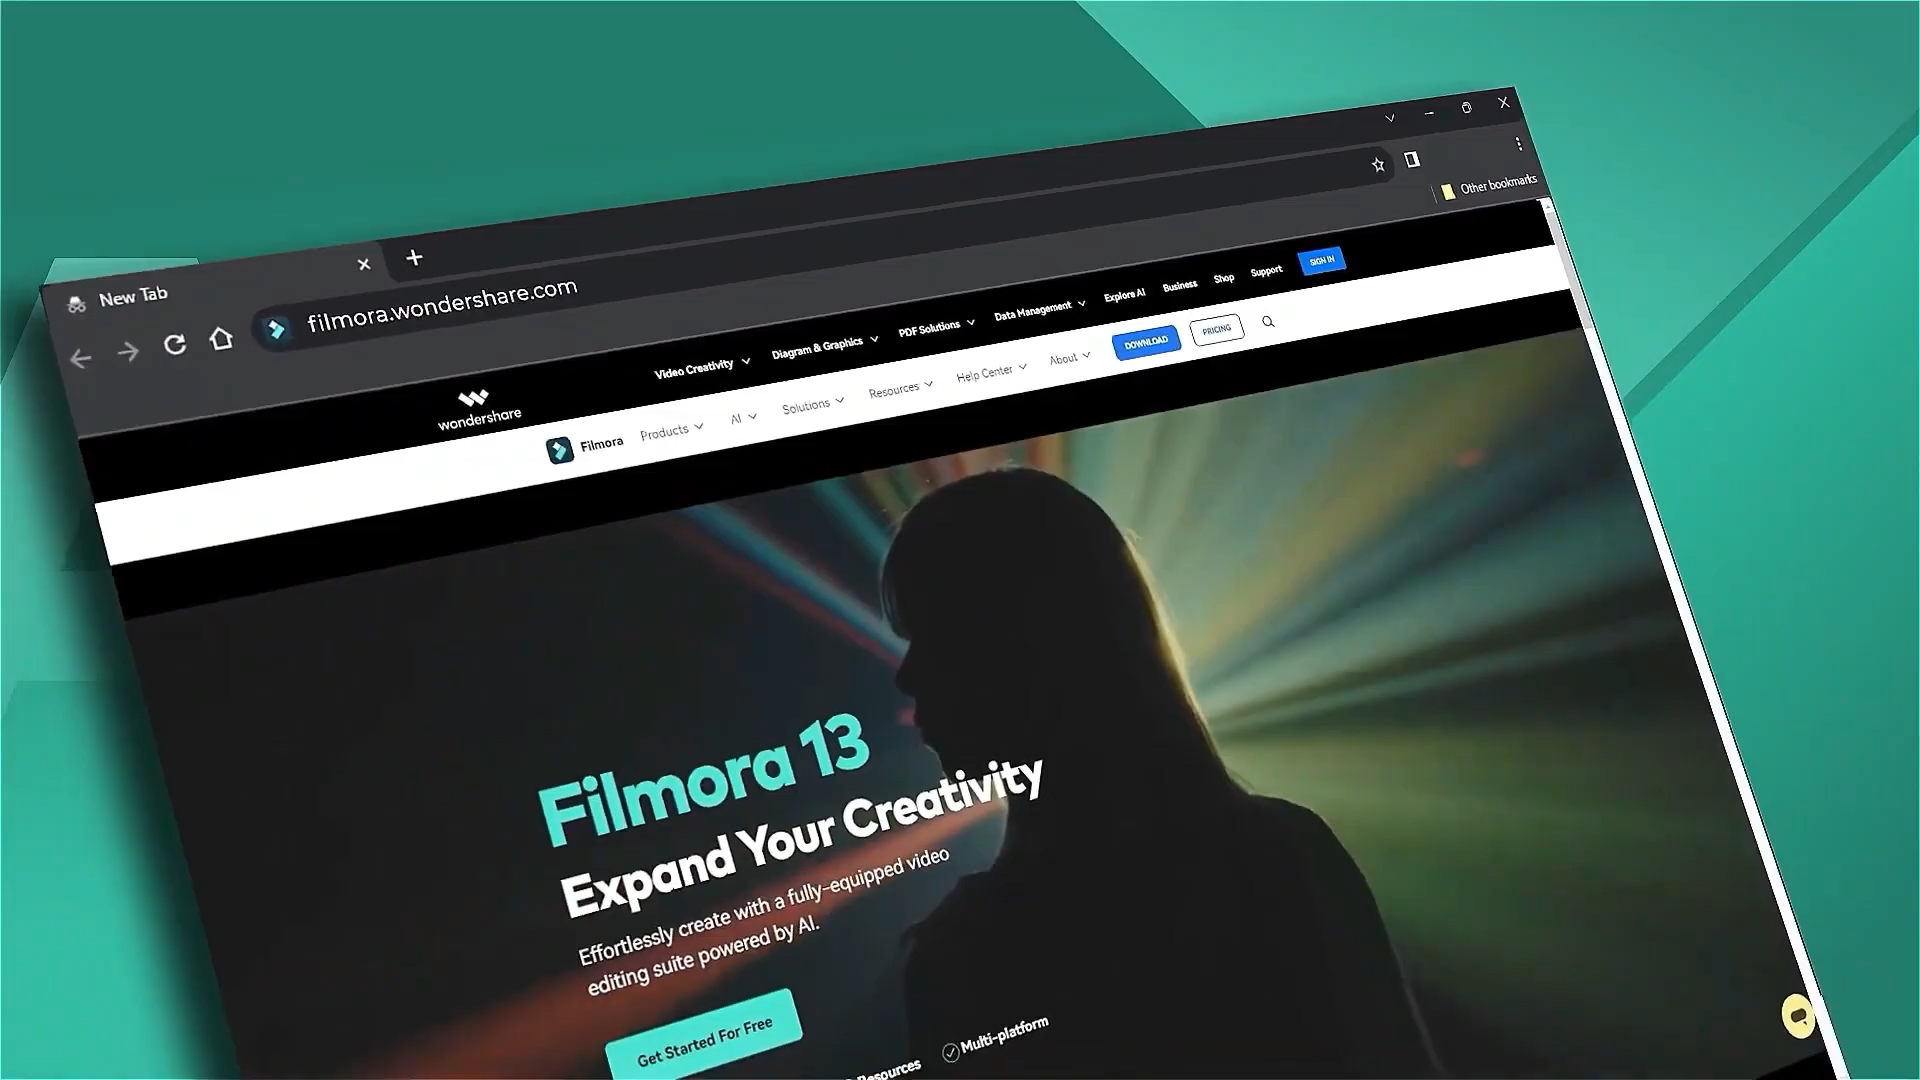 New Tab
filmora.wondershare.com
Other bookmarks
wondershare
Video Creativity
Diagram & Graphics
PDF Solutions
Data Management
Explore AI
Business
Shop
Support
SIGN IN
Filmora
Products
AI
Solutions
Resources
Help Center
About
DOWNLOAD
PRICING
Filmora 13
Expand Your Creativity
Effortlessly create with a fully-equipped video
editing suite powered by AI.
Get Started For Free
Resources
Multi-platform